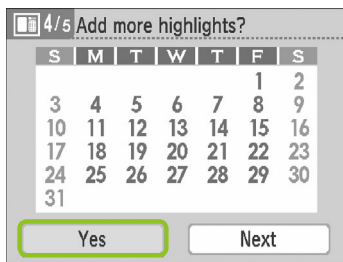 4/5 Add more highlights?
S M T W T F S
1 2
3 4 5 6 7 8 9
10 11 12 13 14 15 16
17 18 19 20 21 22 23
24 25 26 27 28 29 30
31
Yes Next